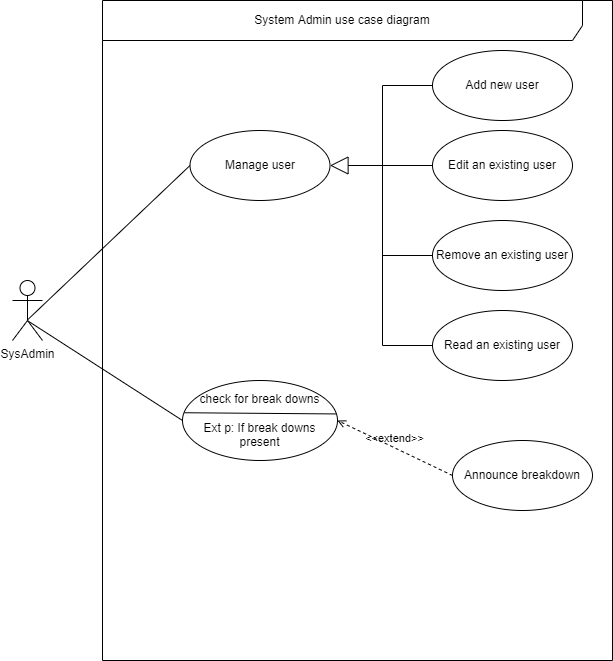 System Admin use case diagram
Add new user
Manage user
Edit an existing user
Remove an existing user
Read an existing user
SysAdmin
check for break downs
Ext p: If break downs
present
<<extend>>
Announce breakdown